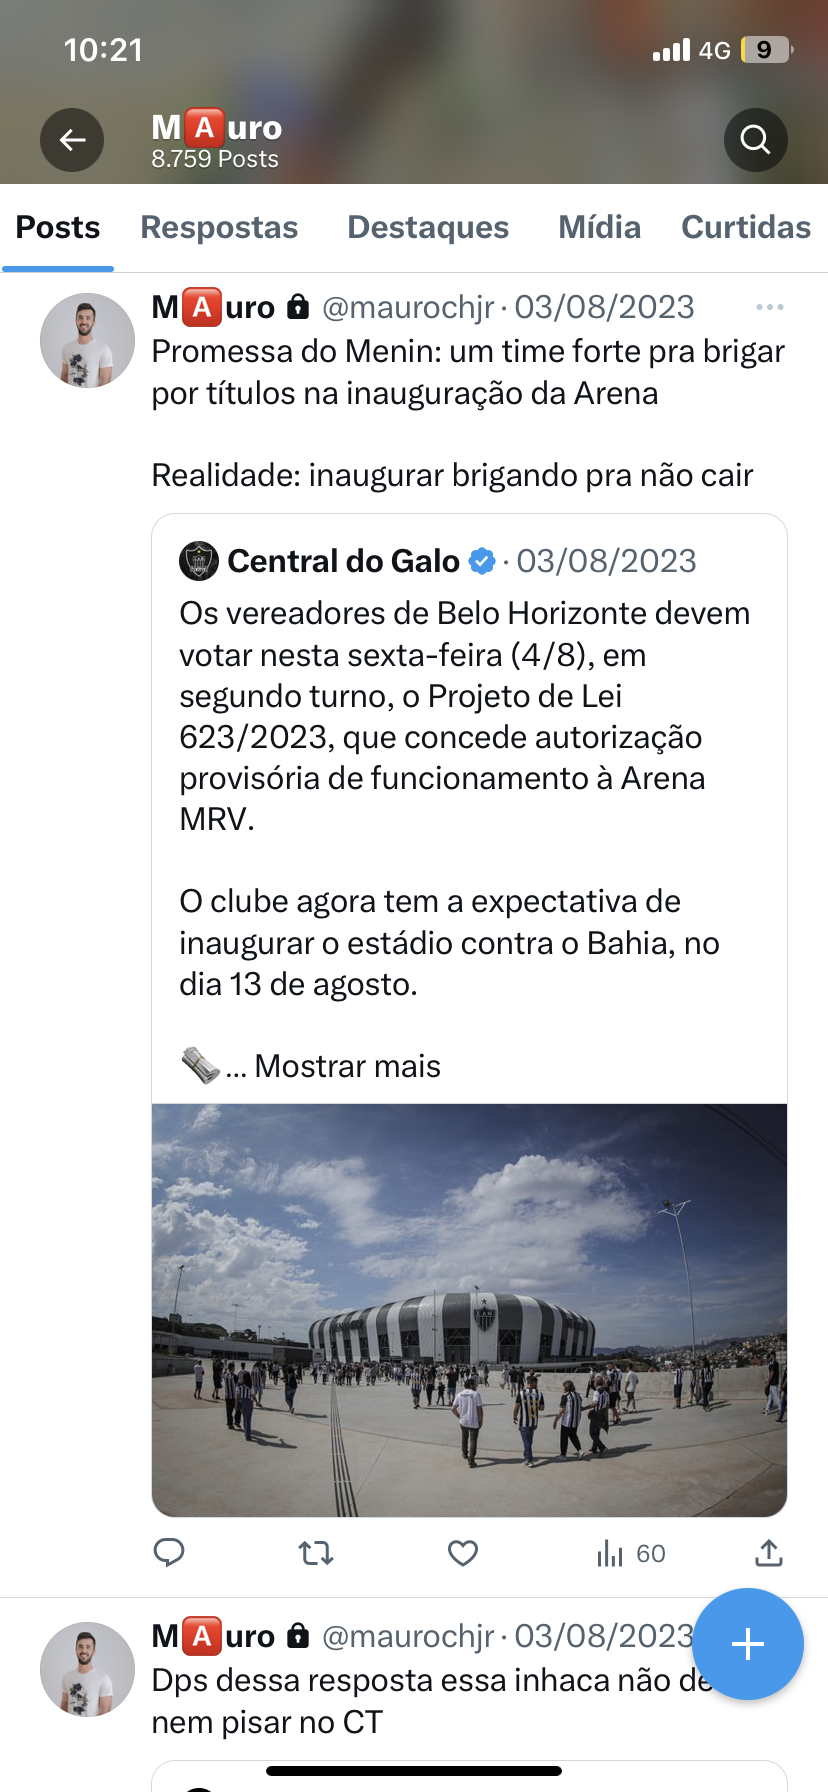 10:21
4G
9
M🅰️uro
8.759 Posts
Posts Respostas Destaques Mídia Curtidas
M🅰️uro 🔒 @maurochjr · 03/08/2023
Promessa do Menin: um time forte pra brigar
por títulos na inauguração da Arena
Realidade: inaugurar brigando pra não cair
Central do Galo · 03/08/2023
Os vereadores de Belo Horizonte devem
votar nesta sexta-feira (4/8), em
segundo turno, o Projeto de Lei
623/2023, que concede autorização
provisória de funcionamento à Arena
MRV.
O clube agora tem a expectativa de
inaugurar o estádio contra o Bahia, no
dia 13 de agosto.
🗞️... Mostrar mais
60
M🅰️uro 🔒 @maurochjr · 03/08/2023
Dps dessa resposta essa inhaca não
nem pisar no CT